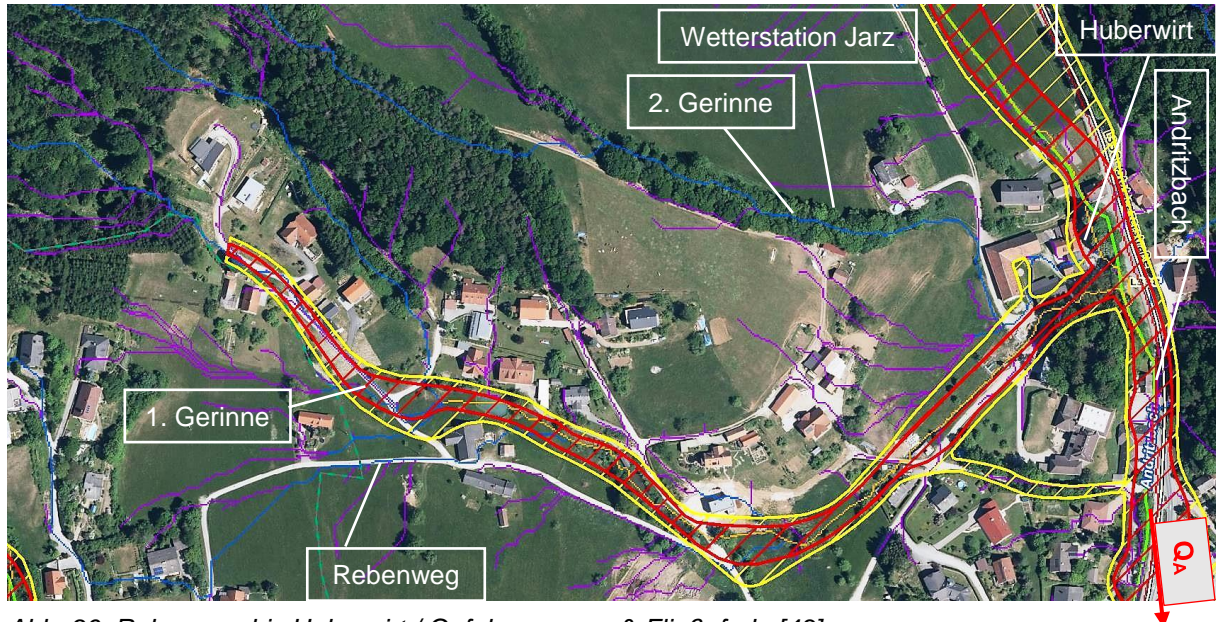 Wetterstation Jarz
Huberwirt
2. Gerinne
Andritzbach
1. Gerinne
Rebenweg
QA